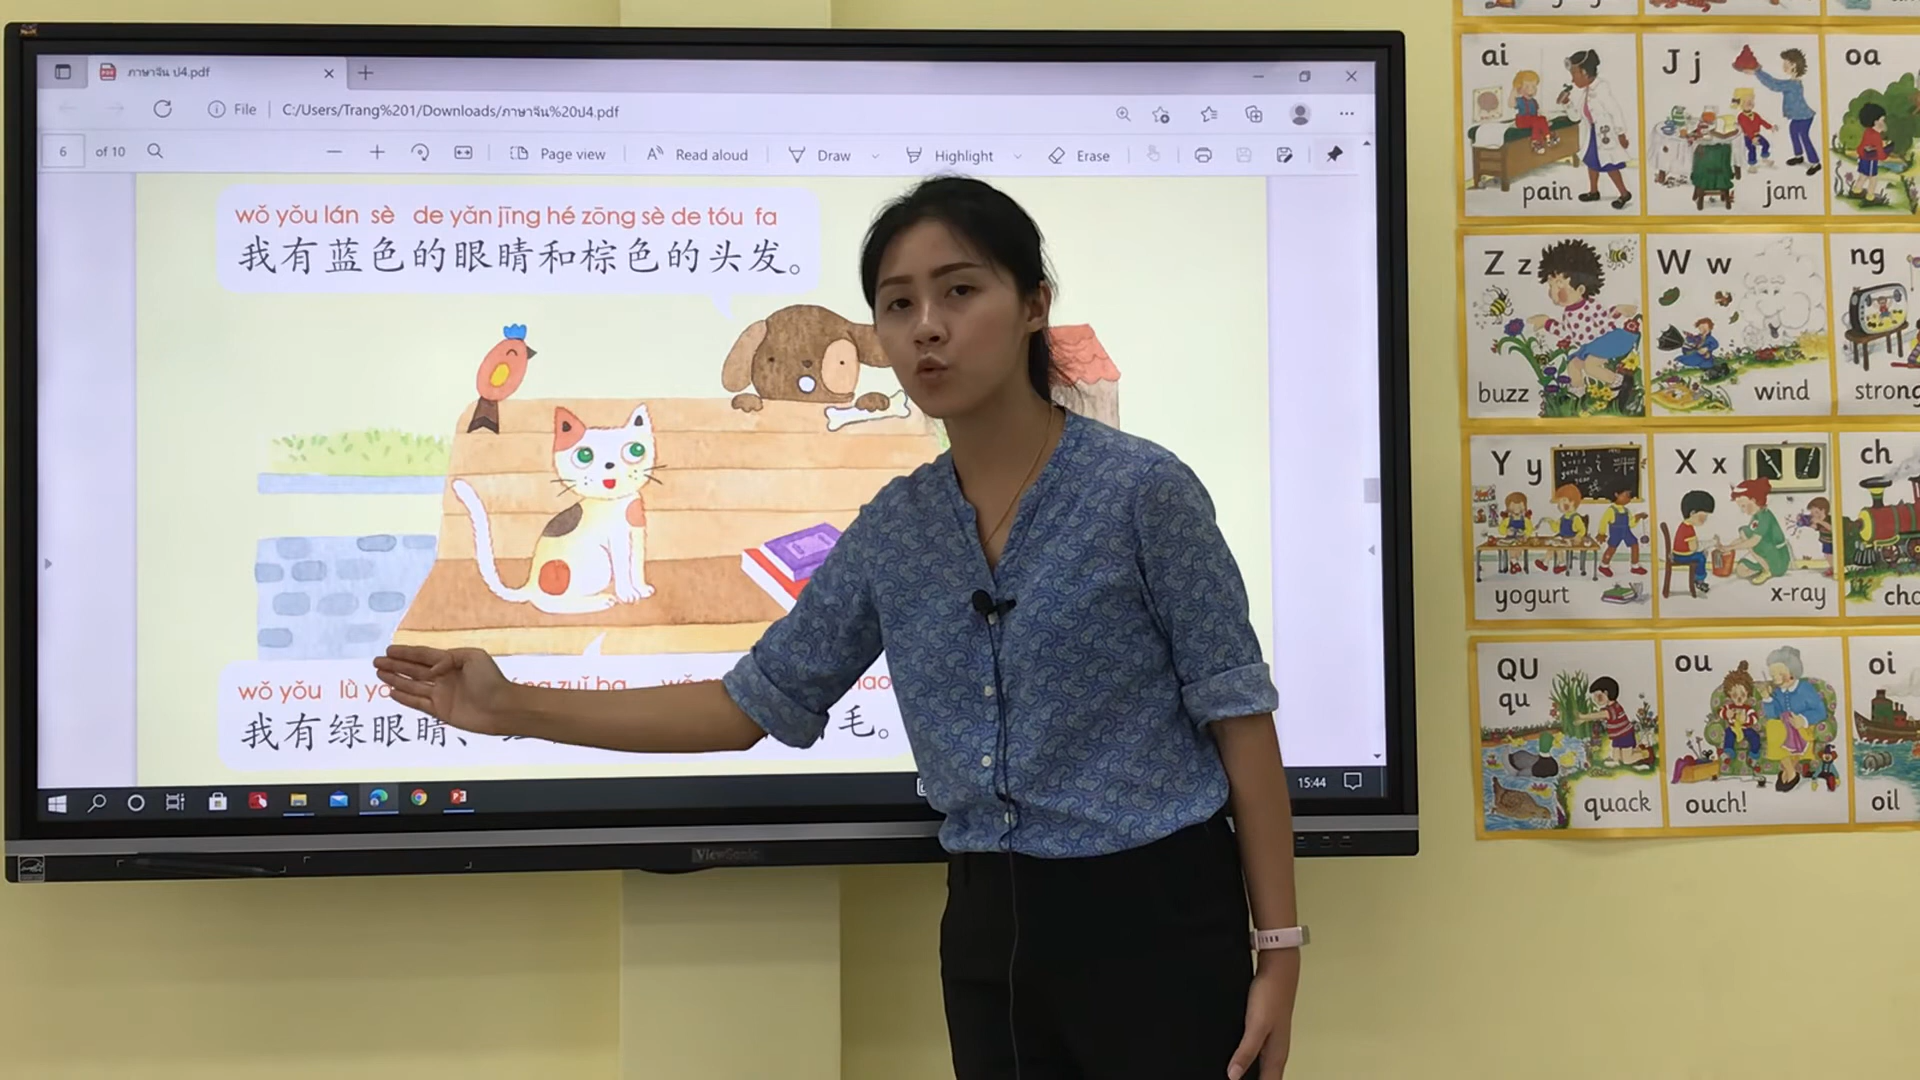 ภาษาจีน ป4.pdf
File
C:/Users/Trang%201/Downloads/ภาษาจีน%20ป4.pdf
6 of 10
Page view
Read aloud
Draw
Highlight
Erase
wǒ yǒu lán sè de yǎn jīng hé zōng sè de tóu fa
我有蓝色的眼睛和棕色的头发。
wǒ yǒu lǜ
zuǐ ba
我有绿眼睛、
毛。
15:44
ViewSonic
ai
pain
J j
jam
oa
Z z
buzz
W w
wind
ng
strong
Y y
yogurt
X x
x-ray
ch
QU
qu
quack
ou
ouch!
oi
oil